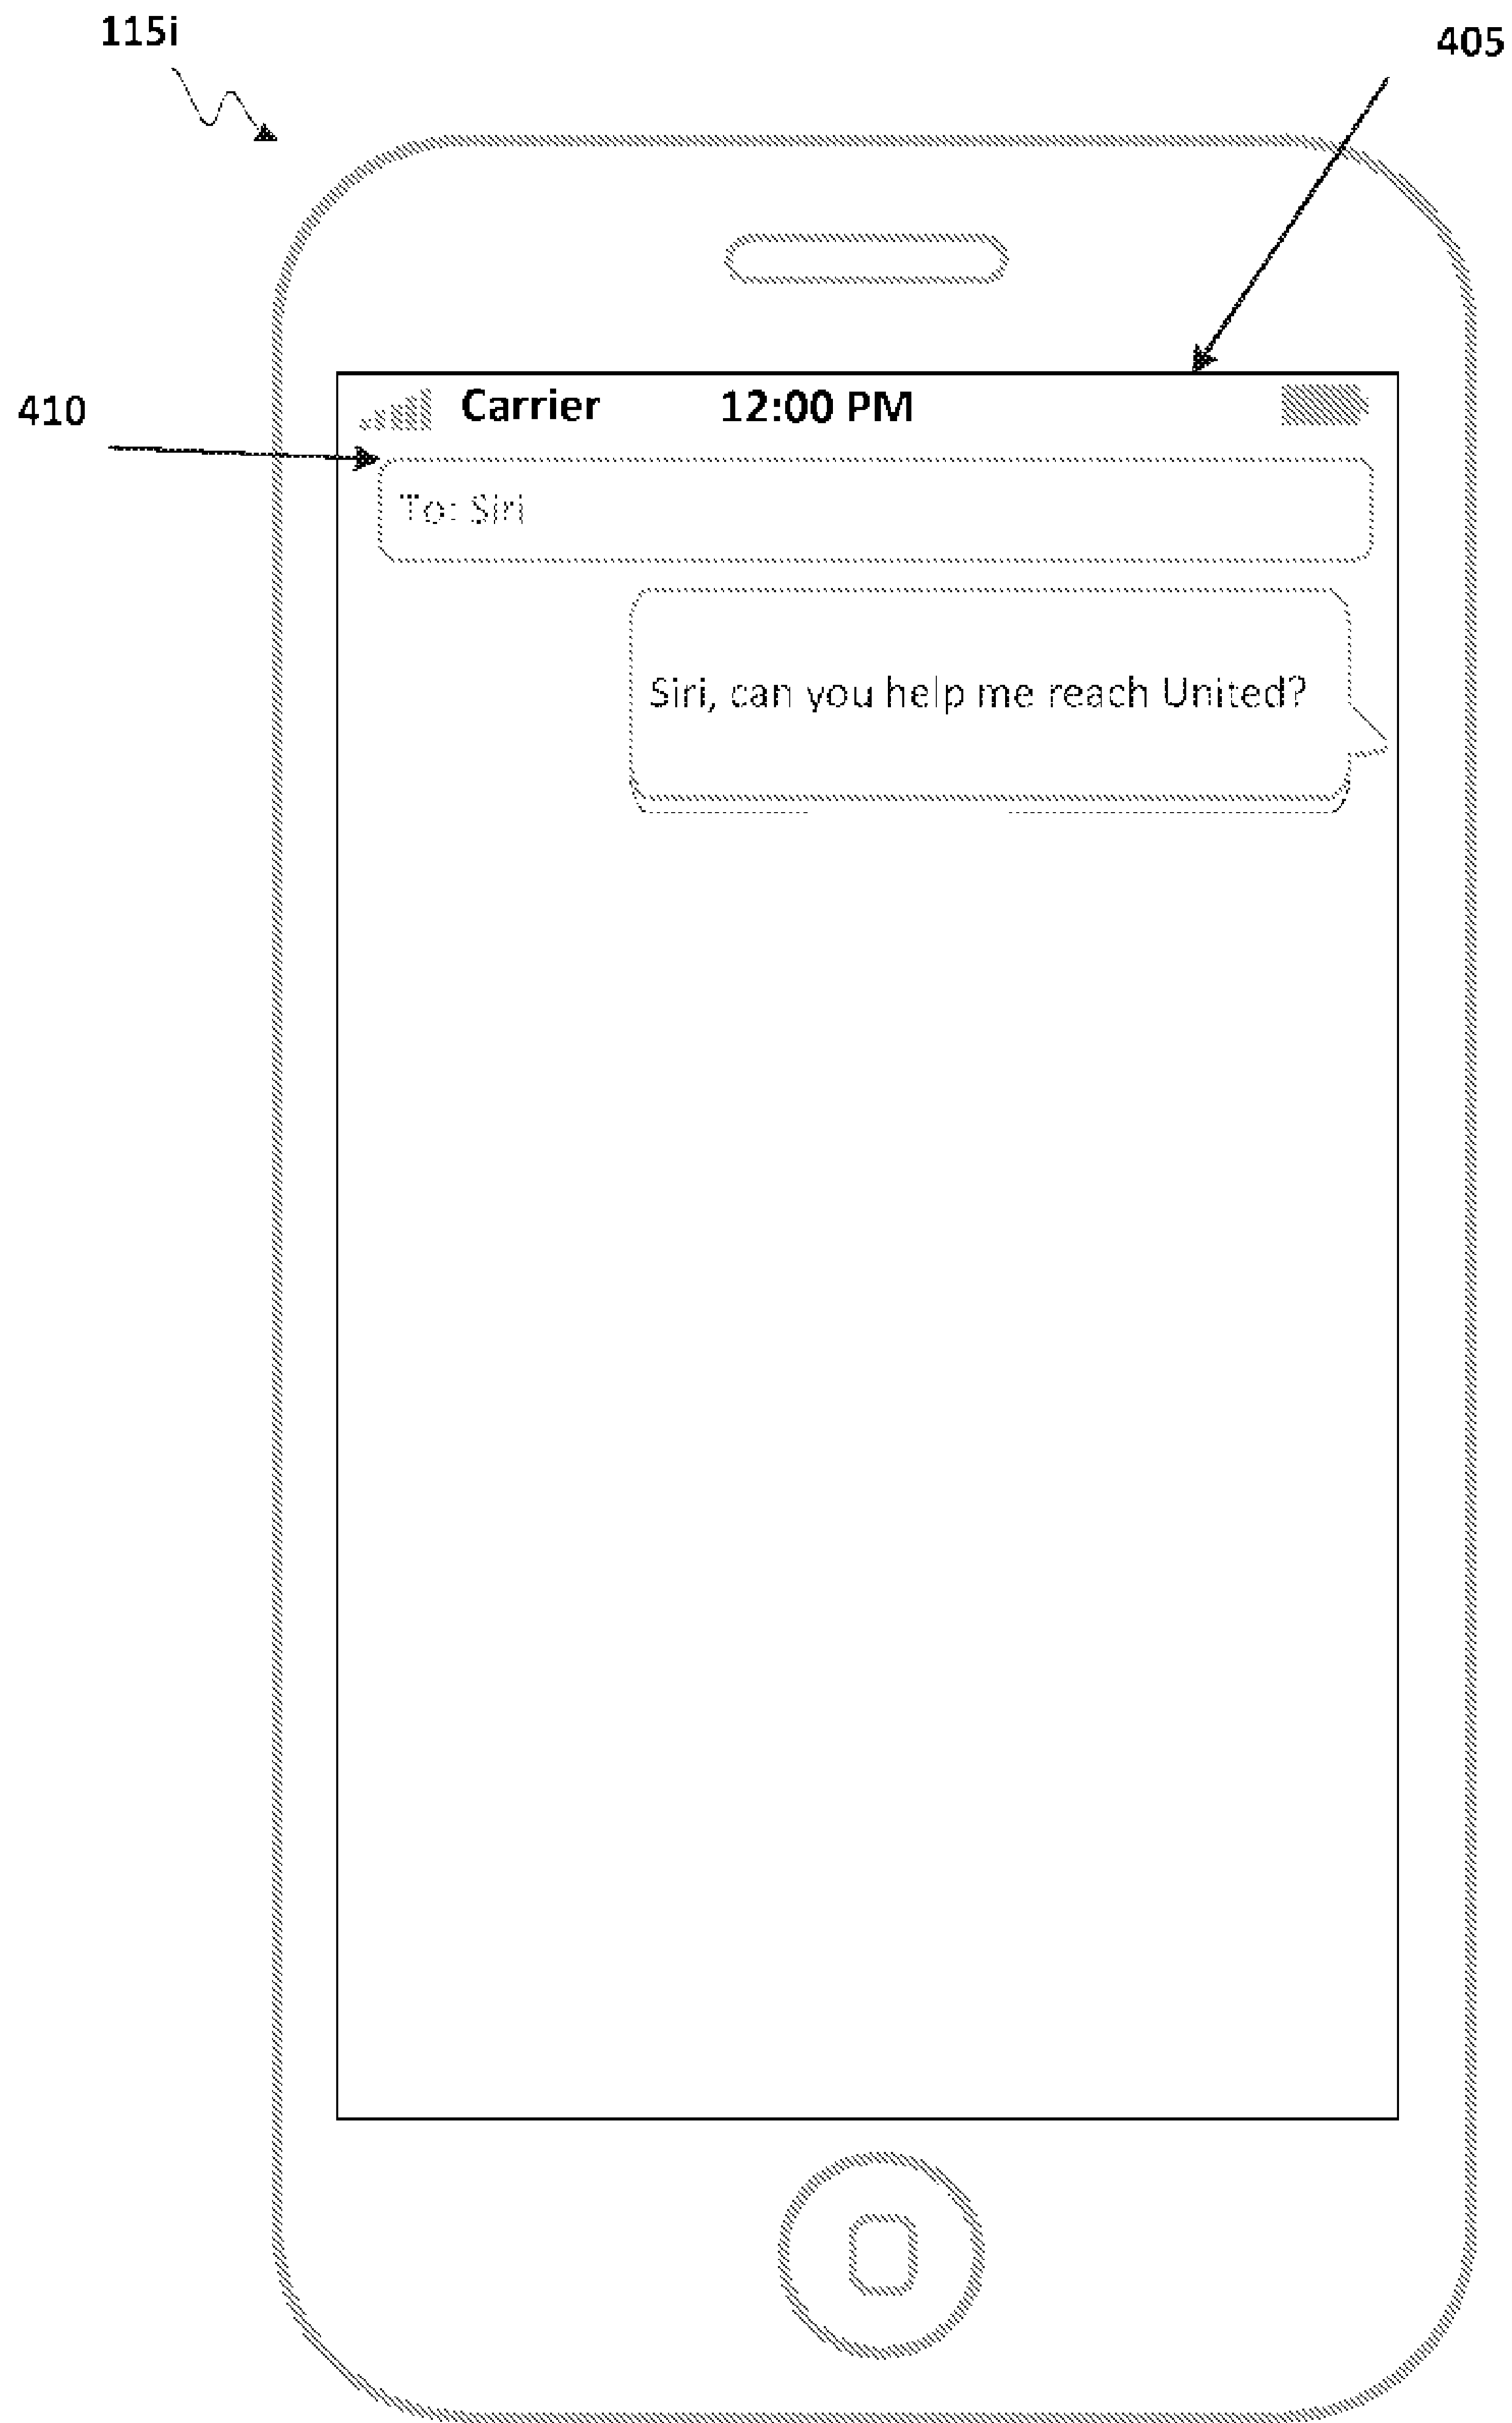 115i
405
410
Carrier 12:00 PM
To: Siri
Siri, can you help me reach United?